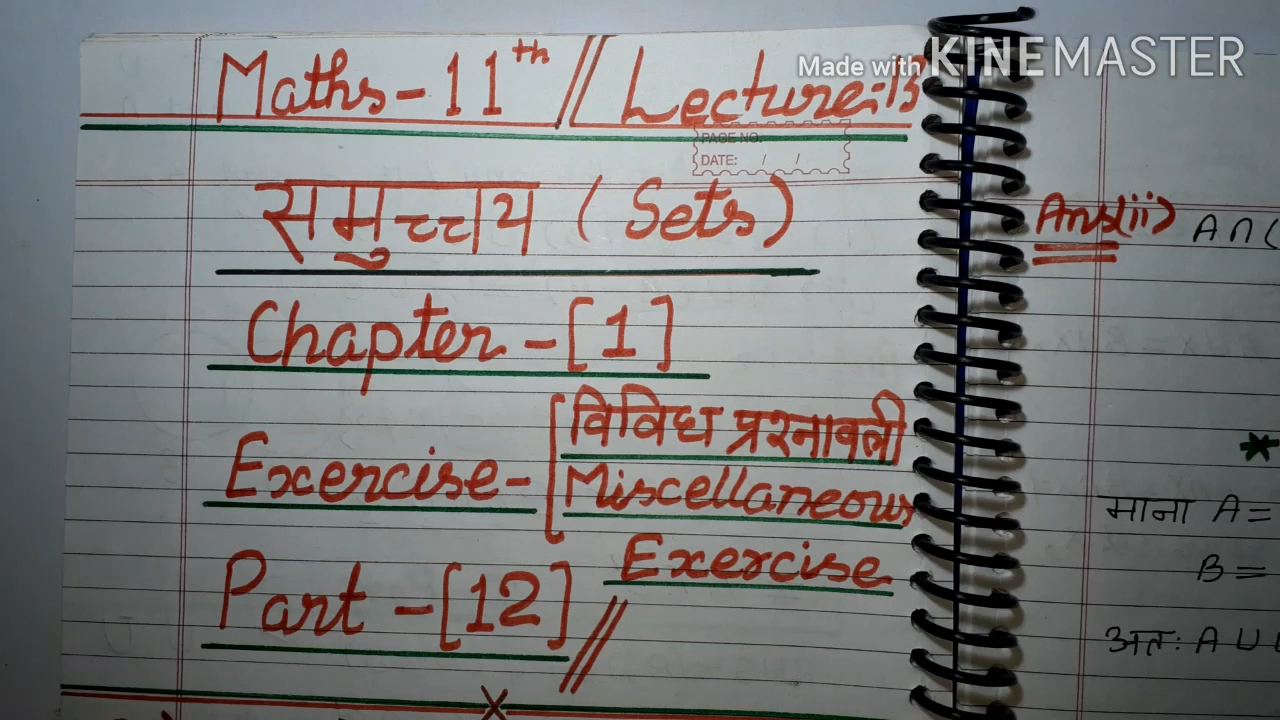 Made with KINEMASTER
Maths-11th // Lecture:-13
PAGE NO.
DATE: / /
समुच्चय (Sets)
Chapter-[1]
Exercise-[विविध प्रश्नावली
Miscellaneous
Exercise
Part-[12] //
Ans(ii) A∩(
माना A=
B=
अत: A∪